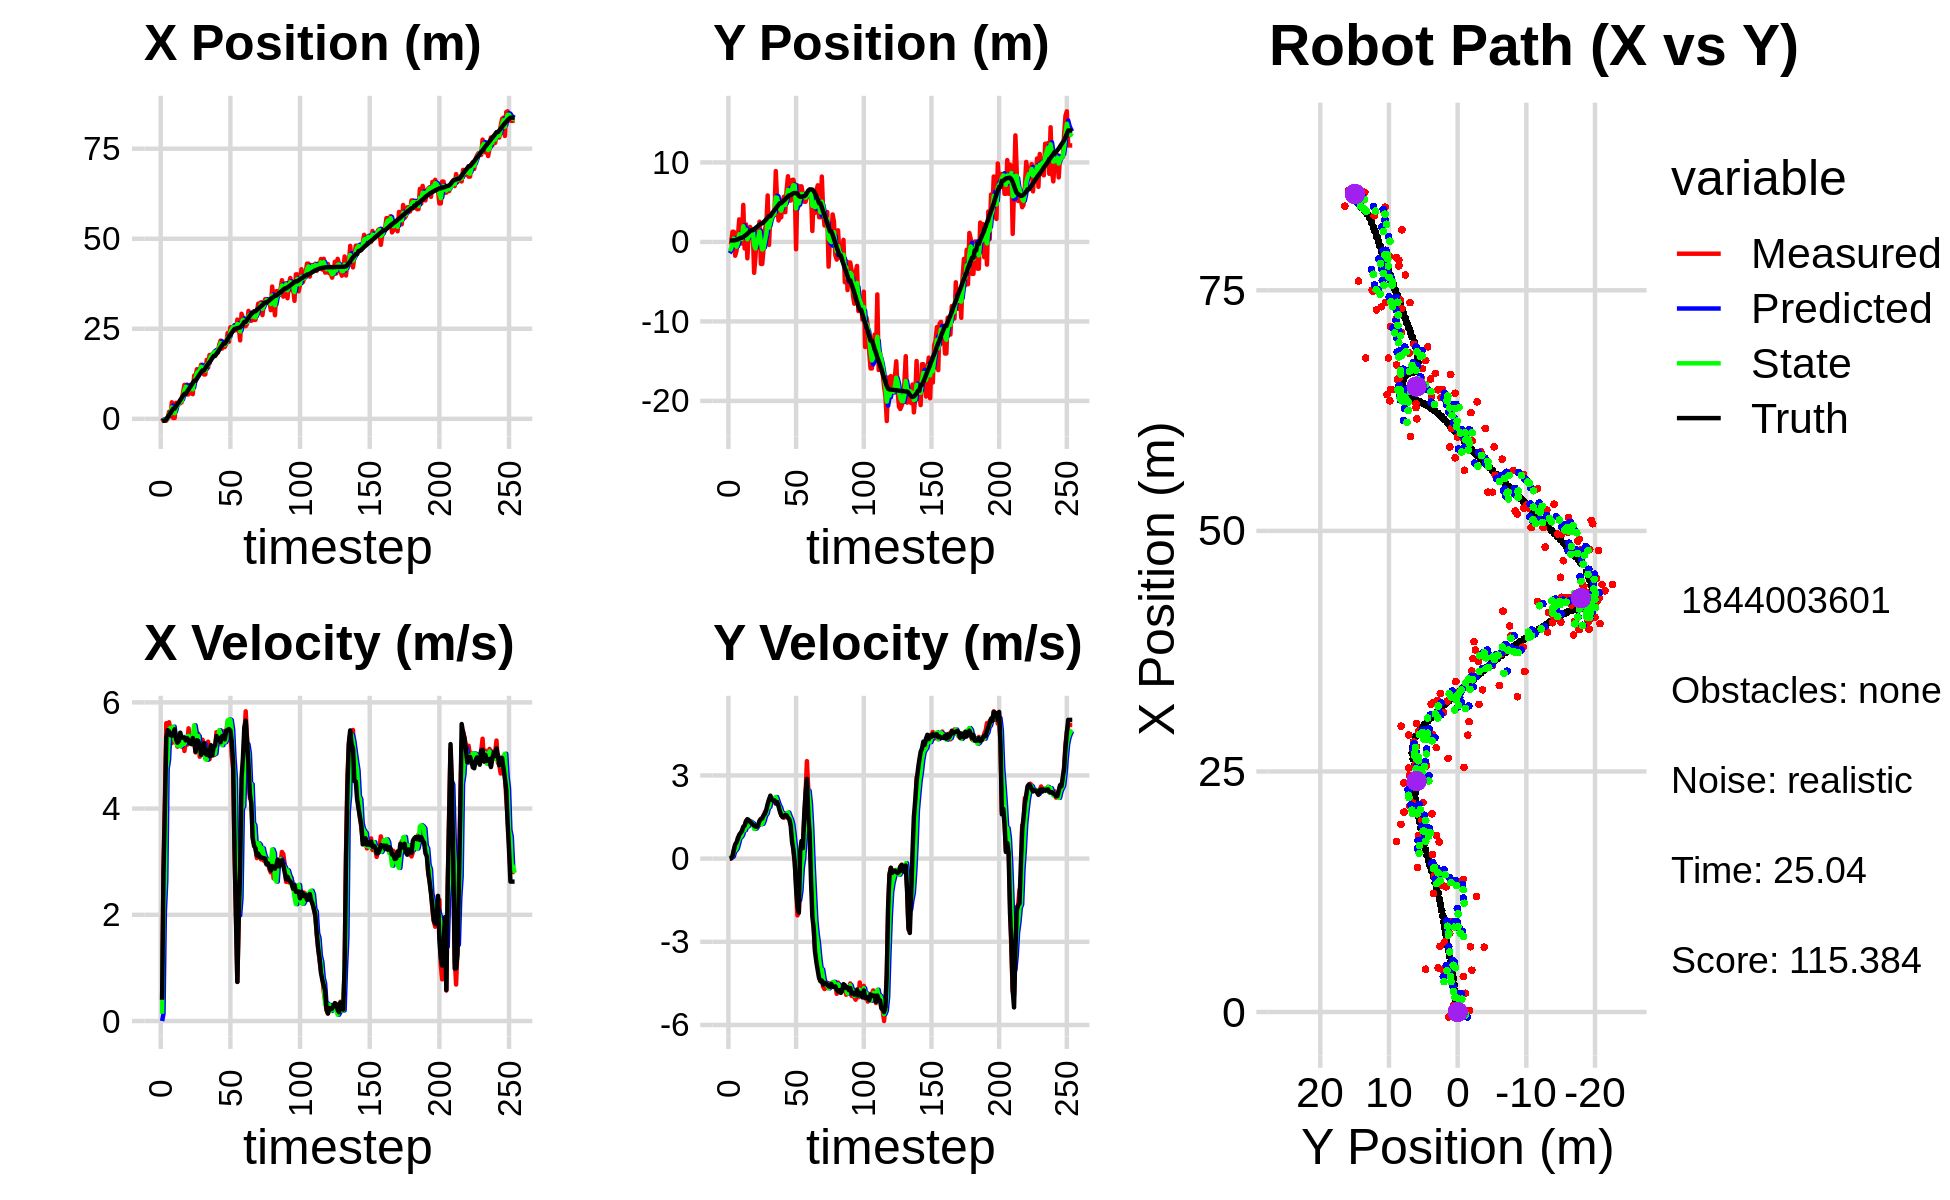 X Position (m)
75
50
25
0
0 50 100 150 200 250
timestep
Y Position (m)
10
0
-10
-20
0 50 100 150 200 250
timestep
X Velocity (m/s)
6
4
2
0
0 50 100 150 200 250
timestep
Y Velocity (m/s)
3
0
-3
-6
0 50 100 150 200 250
timestep
Robot Path (X vs Y)
X Position (m)
75
50
25
0
20 10 0 -10 -20
Y Position (m)
variable
Measured
Predicted
State
Truth
1844003601
Obstacles: none
Noise: realistic
Time: 25.04
Score: 115.384